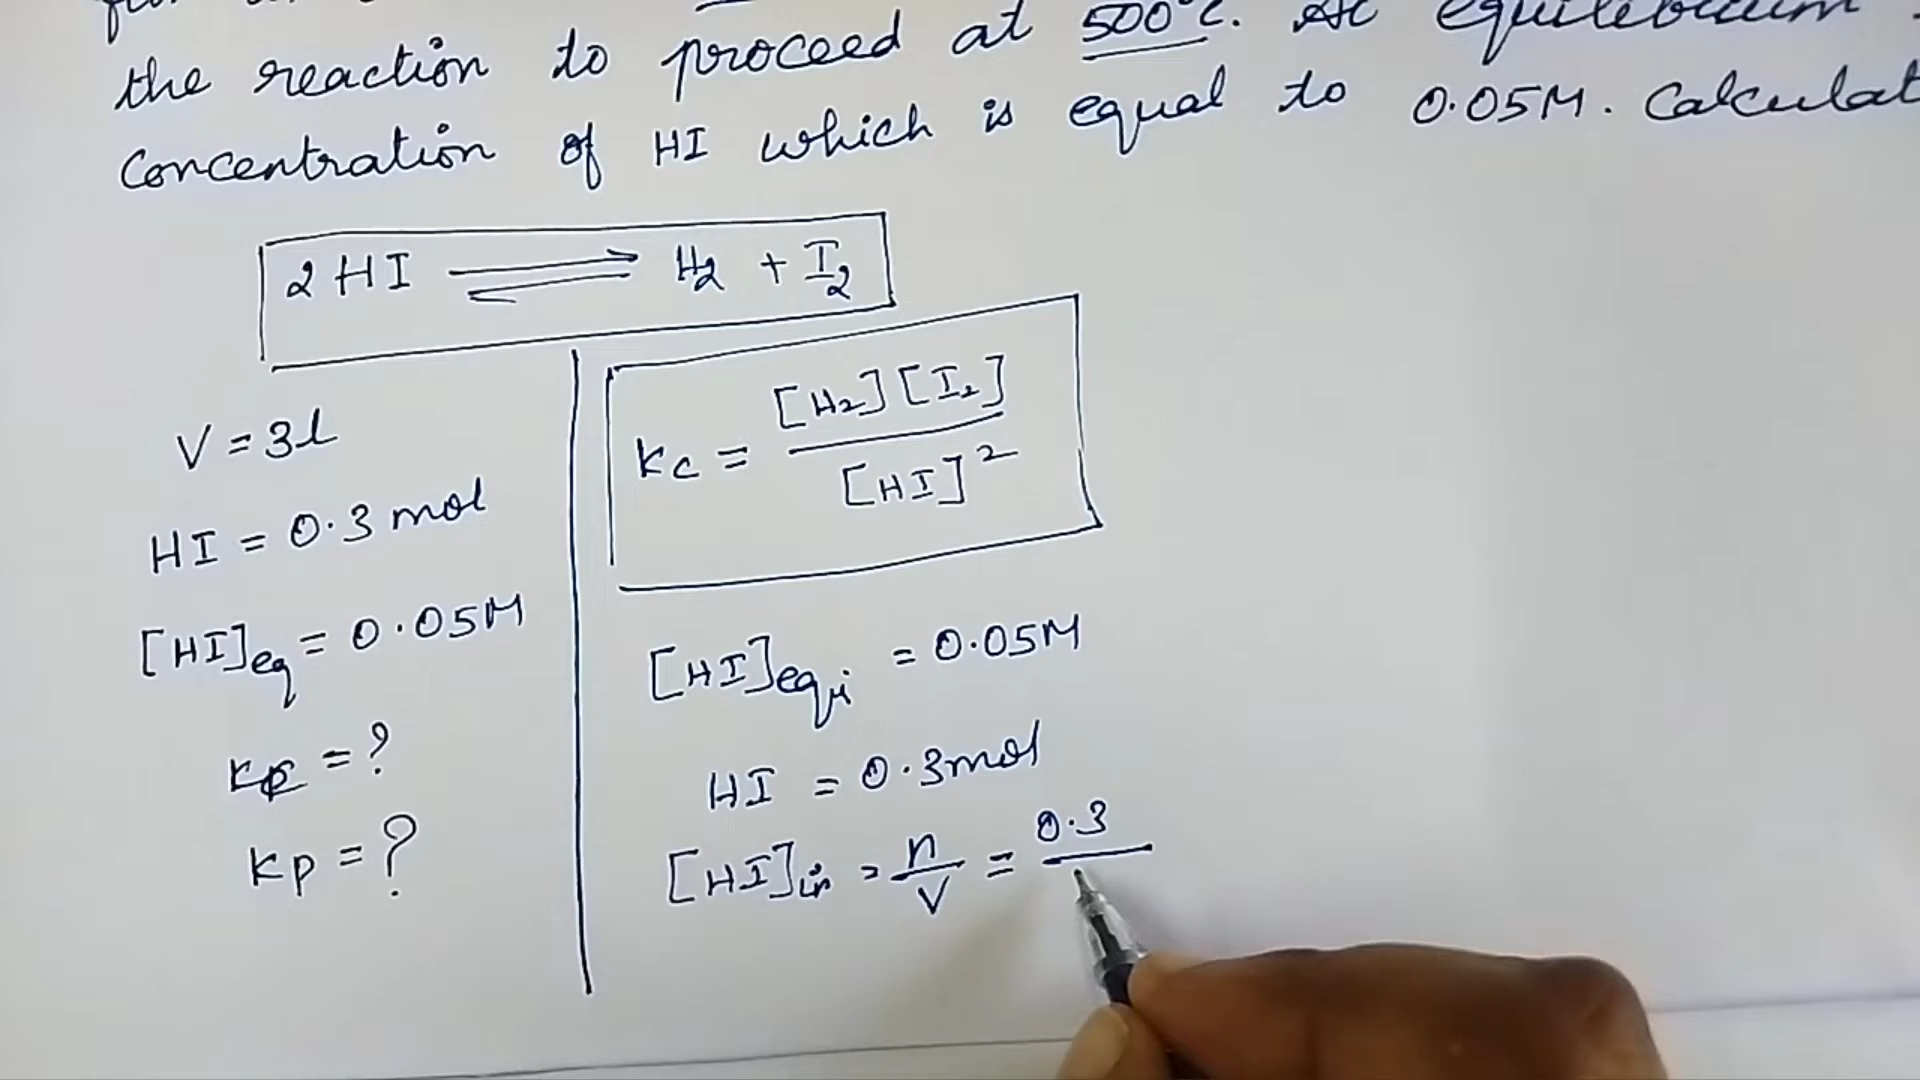 the reaction to proceed at 500°C. At equilibrium
concentration of HI which is equal to 0.05M. Calculat
2HI ⇌ H2 + I2
V = 3l
HI = 0.3 mol
[HI]eq = 0.05M
Kc = ?
Kp = ?
Kc = [H2][I2] / [HI]²
[HI]equi = 0.05M
HI = 0.3mol
[HI]in = n/V = 0.3